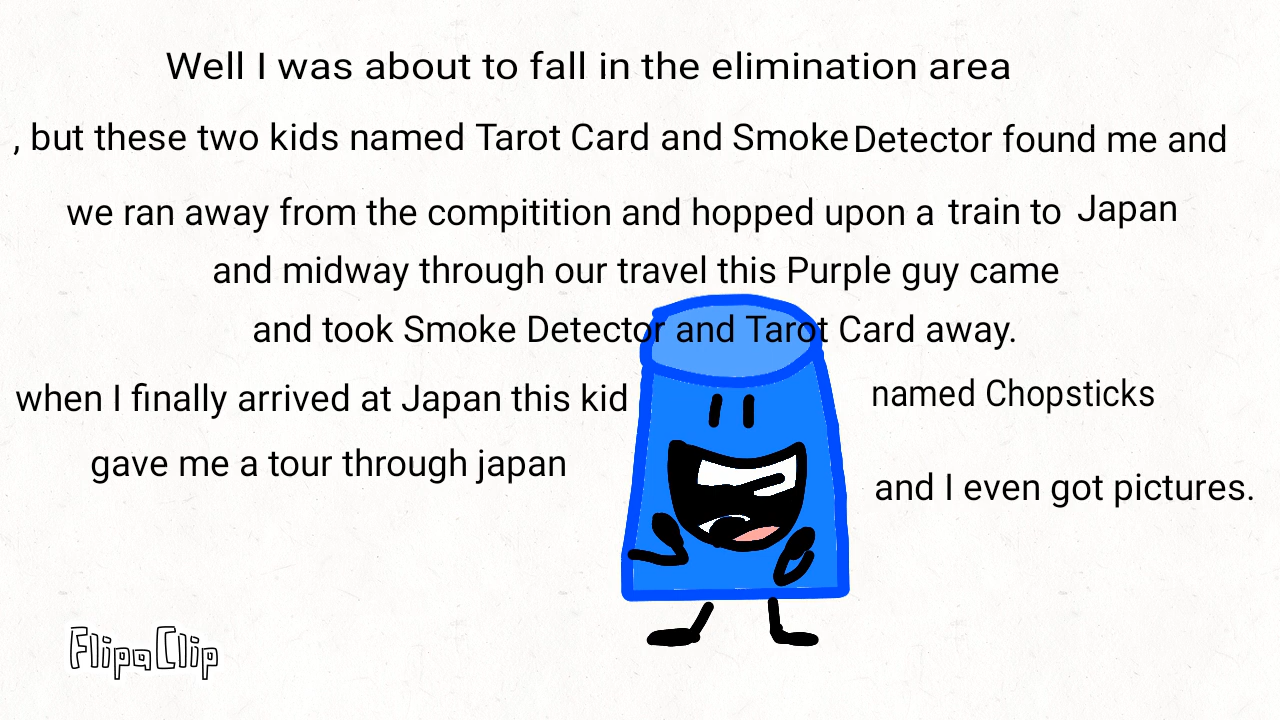 Well I was about to fall in the elimination area
, but these two kids named Tarot Card and Smoke Detector found me and
we ran away from the compitition and hopped upon a train to Japan
and midway through our travel this Purple guy came
and took Smoke Detector and Tarot Card away.
when I finally arrived at Japan this kid named Chopsticks
gave me a tour through japan and I even got pictures.
FlipaClip